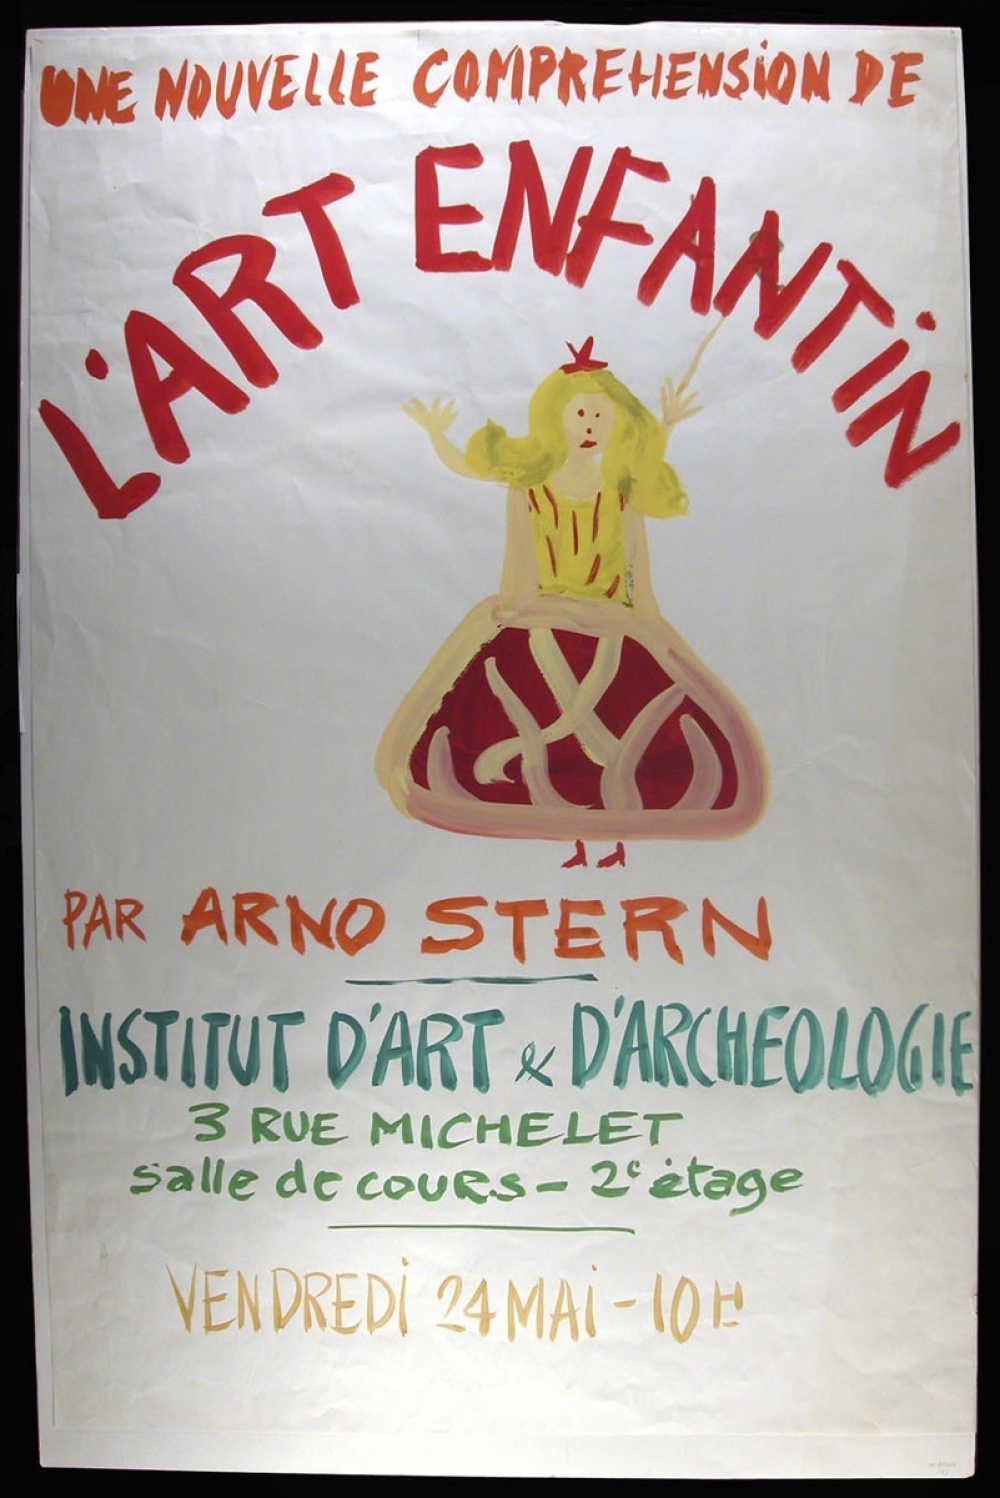 UNE NOUVELLE COMPREHENSION DE
L'ART ENFANTIN
PAR ARNO STERN
INSTITUT D'ART & D'ARCHEOLOGIE
3 RUE MICHELET
salle de cours - 2e étage
VENDREDI 24 MAI - 10H